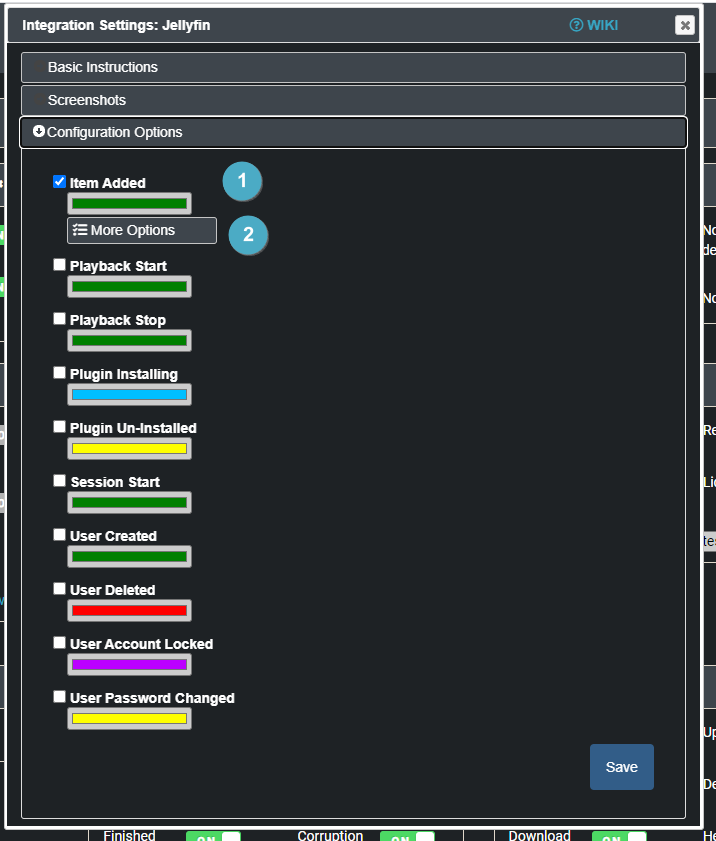 Integration Settings: Jellyfin
WIKI
Basic Instructions
Screenshots
Configuration Options
Item Added
1
More Options
2
Playback Start
Playback Stop
Plugin Installing
Plugin Un-Installed
Session Start
User Created
User Deleted
User Account Locked
User Password Changed
Save
Finished
ON
Corruption
ON
Download
ON